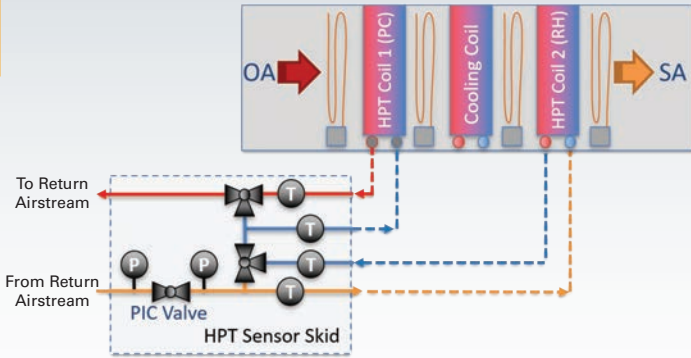 OA
HPT Coil 1 (PC)
Cooling Coil
HPT Coil 2 (RH)
SA
To Return
Airstream
T
T
P
P
T
From Return
Airstream
T
PIC Valve
HPT Sensor Skid